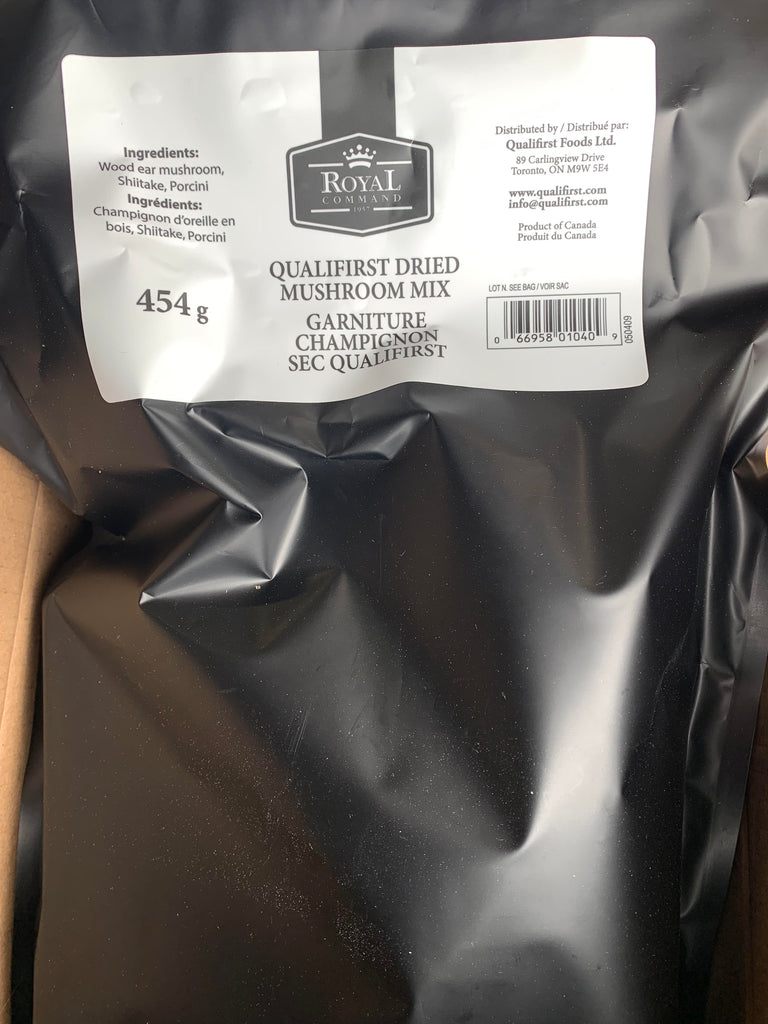 Ingredients:
Wood ear mushroom,
Shiitake, Porcini
Ingrédients:
Champignon d'oreille en
bois, Shiitake, Porcini
454 g
ROYAL
COMMAND
1957
QUALIFIRST DRIED
MUSHROOM MIX
GARNITURE
CHAMPIGNON
SEC QUALIFIRST
Distributed by / Distribué par:
Qualifirst Foods Ltd.
89 Carlingview Drive
Toronto, ON M9W 5E4
www.qualifirst.com
info@qualifirst.com
Product of Canada
Produit du Canada
LOT N. SEE BAG / VOIR SAC
0 66958 01040 9
050409